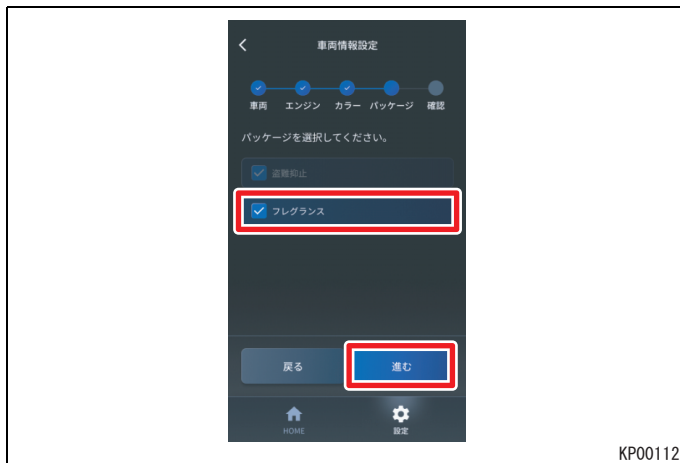 車両情報設定
車両 エンジン カラー パッケージ 確認
パッケージを選択してください。
盗難抑止
フレグランス
戻る 進む
HOME 設定
KP00112